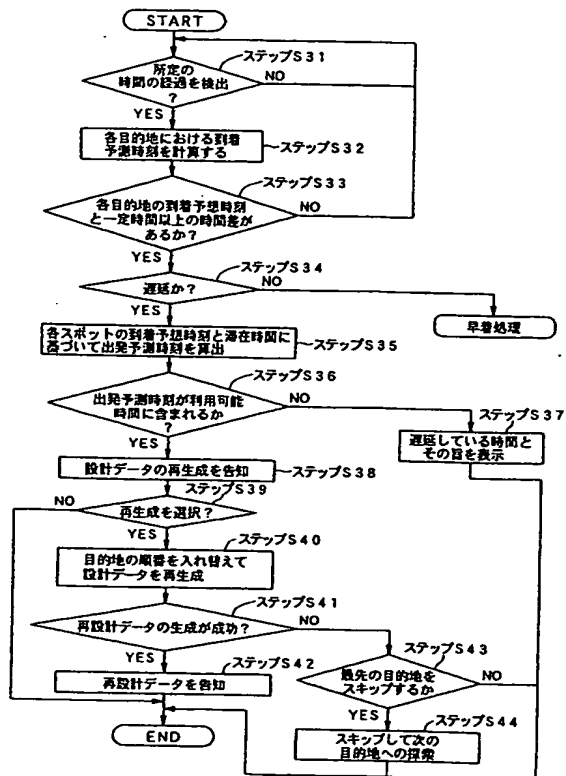 START
ステップS31
所定の
時間の経過を検出
?
NO
YES
各目的地における到着
予測時刻を計算する
ステップS32
ステップS33
各目的地の到着予想時刻
と一定時間以上の時間差が
あるか?
NO
YES
ステップS34
遅延か?
NO
YES
早着処理
各スポットの到着予想時刻と滞在時間に
基づいて出発予測時刻を算出
ステップS35
ステップS36
出発予測時刻が利用可能
時間に含まれるか
?
NO
YES
ステップS37
遅延している時間と
その旨を表示
設計データの再生成を告知
ステップS38
ステップS39
NO
再生成を選択?
YES
ステップS40
目的地の順番を入れ替えて
設計データを再生成
ステップS41
再設計データの生成が成功?
NO
YES
ステップS42
再設計データを告知
ステップS43
最先の目的地を
スキップするか
NO
YES
ステップS44
スキップして次の
目的地への探索
END